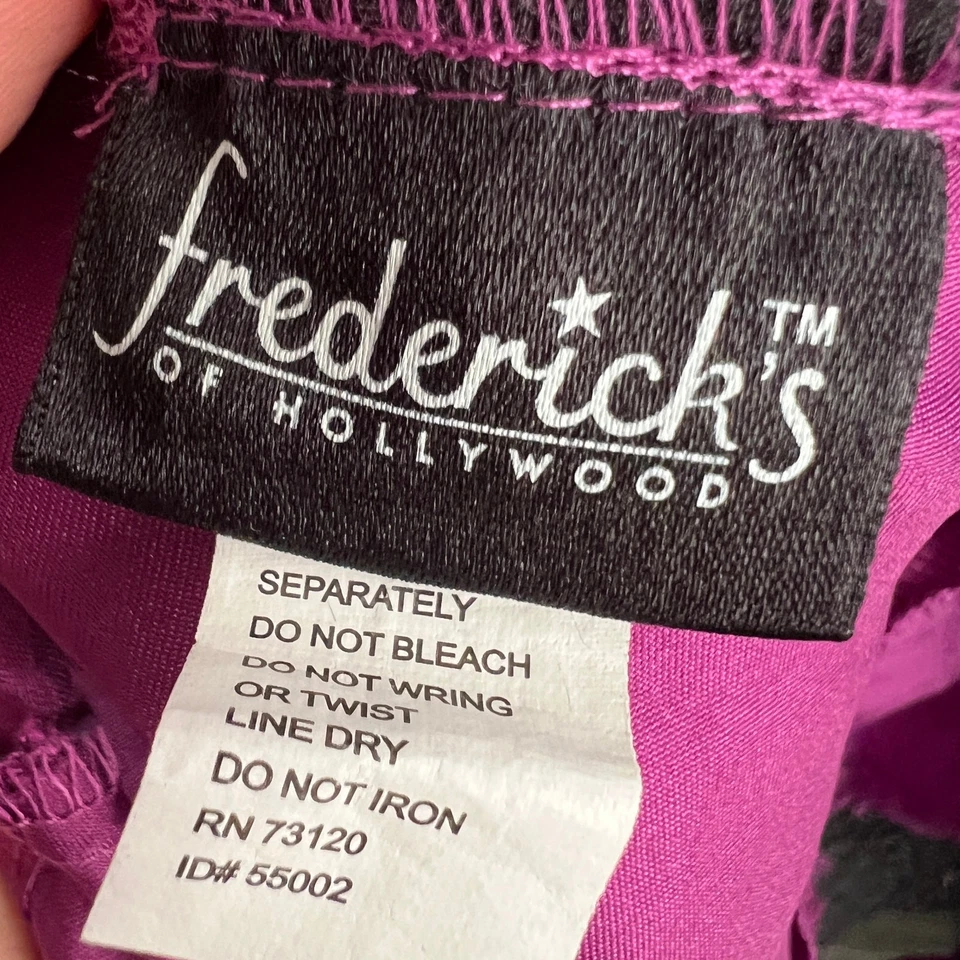 frederick's™
OF HOLLYWOOD
SEPARATELY
DO NOT BLEACH
DO NOT WRING
OR TWIST
LINE DRY
DO NOT IRON
RN 73120
ID# 55002